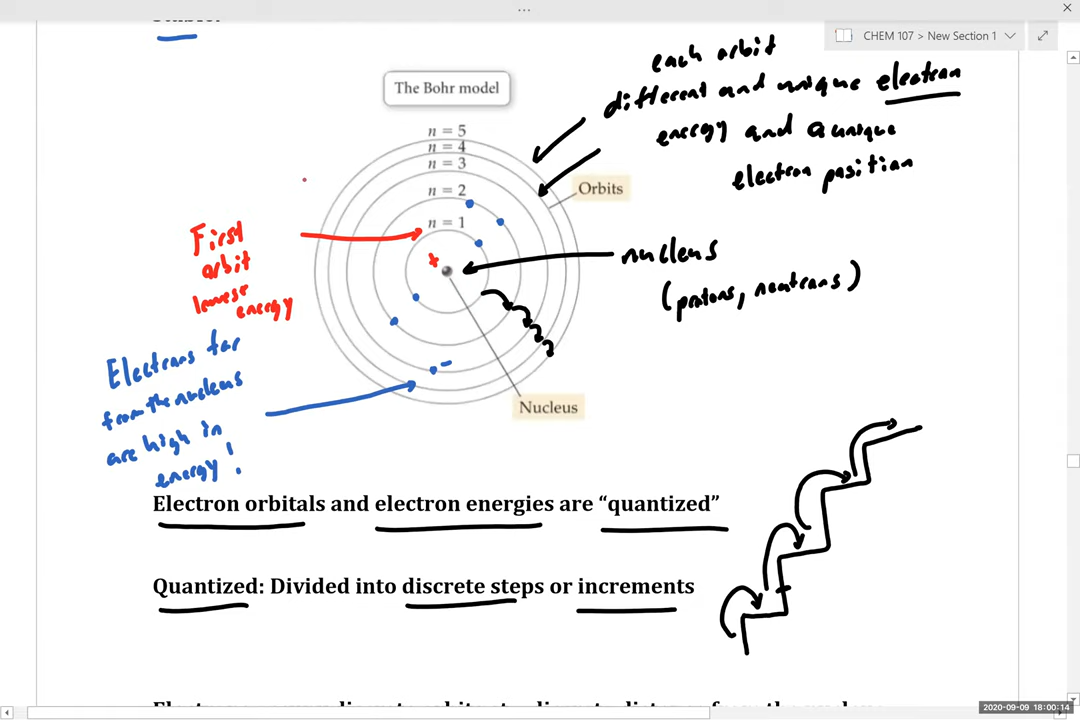 CHEM 107 > New Section 1
each orbit
different and unique electron
energy and a unique
electron position
The Bohr model
n = 5
n = 4
n = 3
n = 2
n = 1
Orbits
First
orbit
energy
nucleus
(protons, neutrons)
Electrons far
from the nucleus
are high in
energy!
Nucleus
Electron orbitals and electron energies are “quantized”
Quantized: Divided into discrete steps or increments
2020-09-09 18:00:14